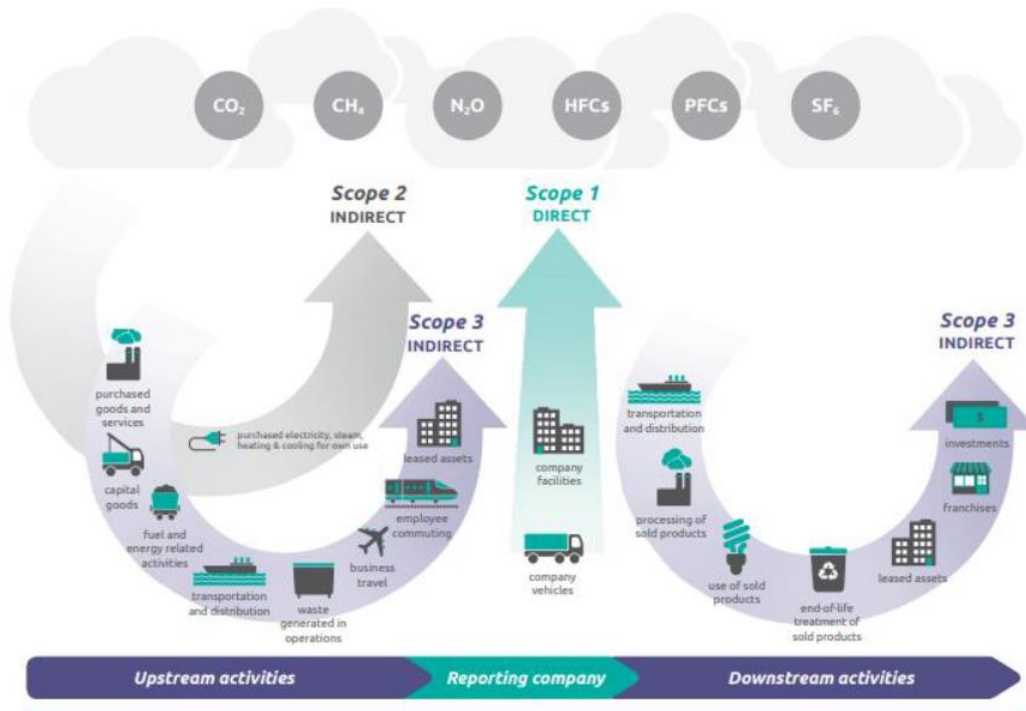 CO₂
CH₄
N₂O
HFCs
PFCs
SF₆
Scope 2
INDIRECT
Scope 1
DIRECT
Scope 3
INDIRECT
Scope 3
INDIRECT
purchased
goods and
services
capital
goods
fuel and
energy related
activities
purchased electricity, steam,
heating & cooling for own use
transportation
and distribution
waste
generated in
operations
business
travel
employee
commuting
leased assets
company
facilities
company
vehicles
transportation
and distribution
processing of
sold products
use of sold
products
end-of-life
treatment of
sold products
leased assets
franchises
$
investments
Upstream activities
Reporting company
Downstream activities